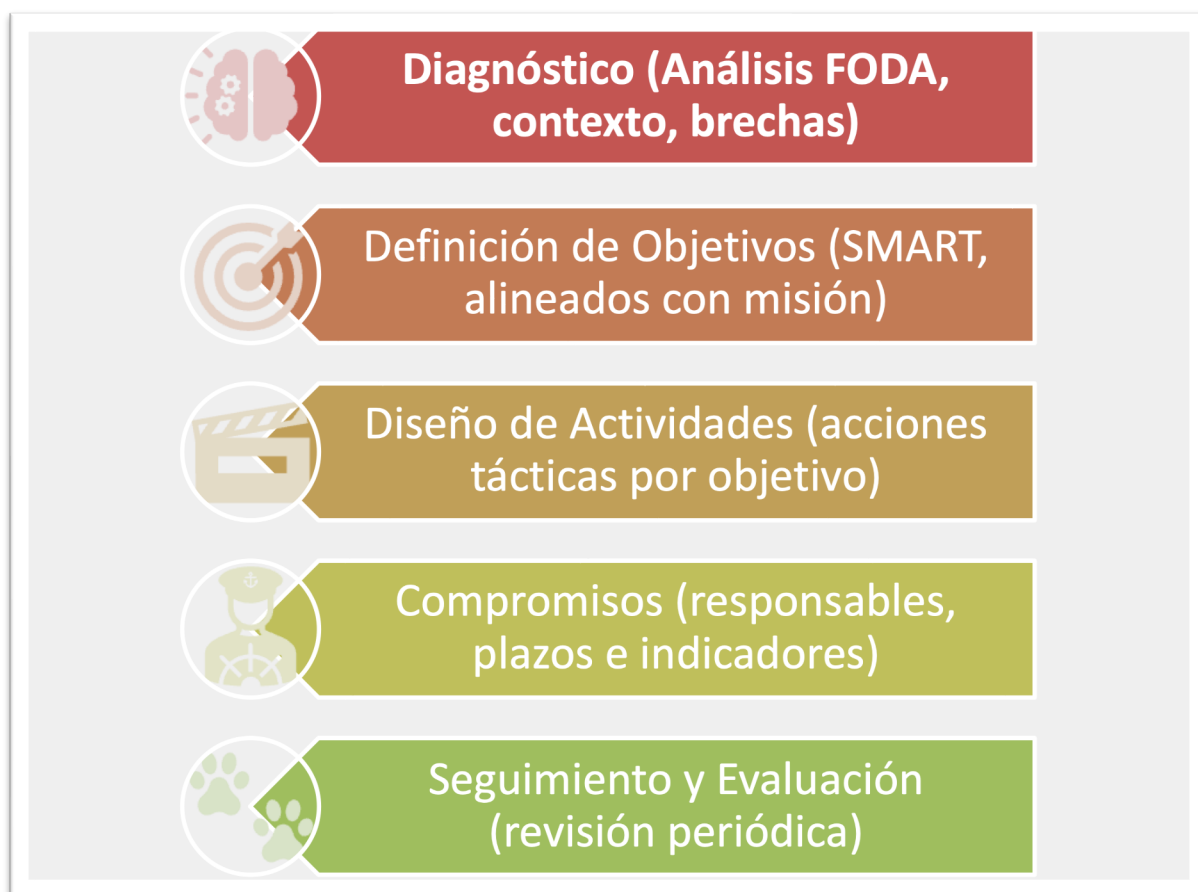 Diagnóstico (Análisis FODA,
contexto, brechas)
Definición de Objetivos (SMART,
alineados con misión)
Diseño de Actividades (acciones
tácticas por objetivo)
Compromisos (responsables,
plazos e indicadores)
Seguimiento y Evaluación
(revisión periódica)